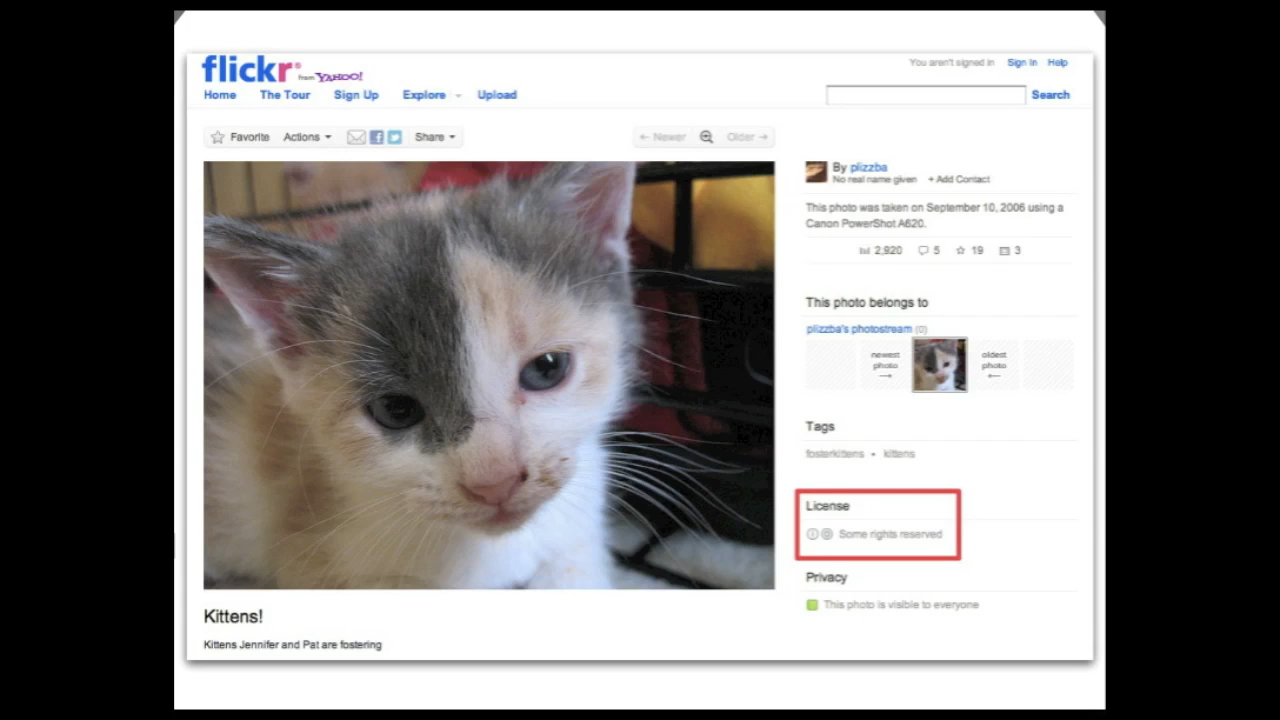 flickr from YAHOO!
You aren't signed in Sign In Help
Home The Tour Sign Up Explore Upload
Search
Favorite Actions Share
← Newer Older →
By plizzba
No real name given + Add Contact
This photo was taken on September 10, 2006 using a
Canon PowerShot A620.
2,920 5 19 3
This photo belongs to
plizzba's photostream (0)
newest
photo
→
oldest
photo
←
Tags
fosterkittens • kittens
License
Some rights reserved
Privacy
This photo is visible to everyone
Kittens!
Kittens Jennifer and Pat are fostering